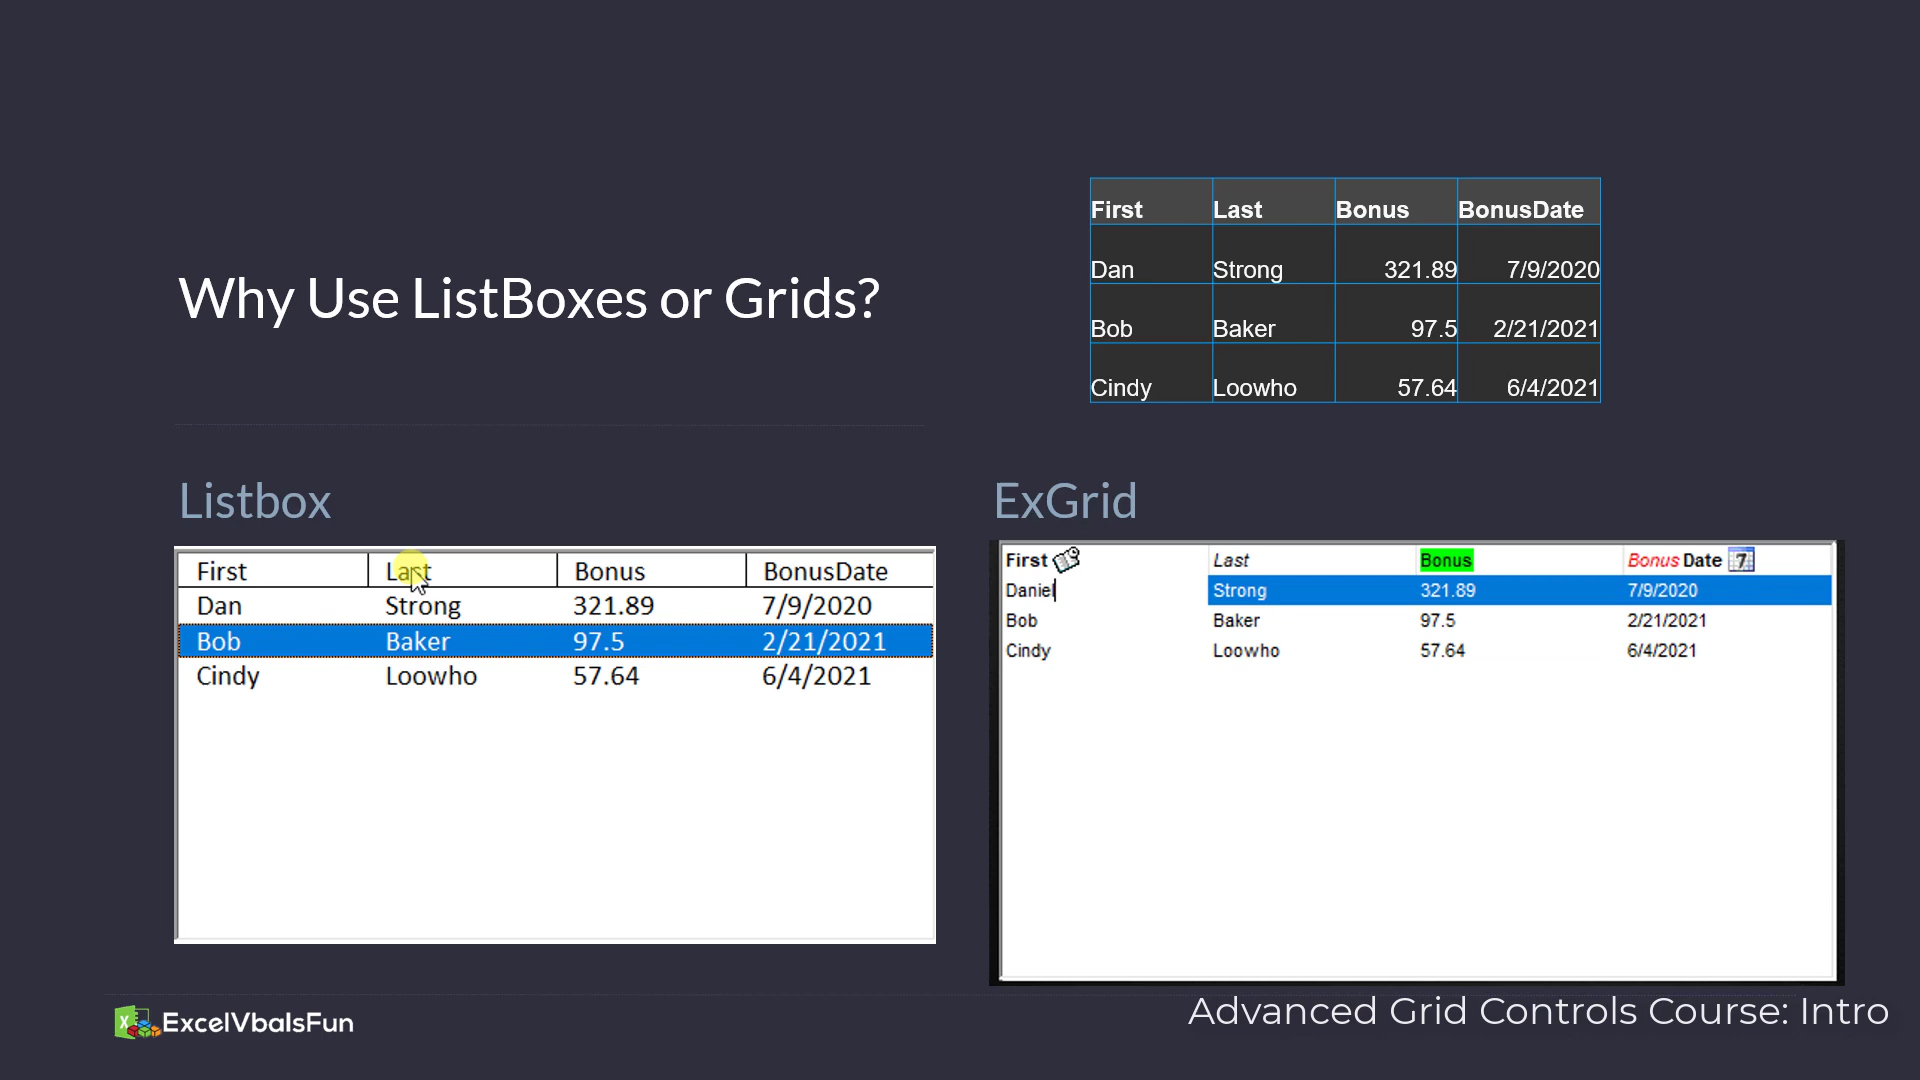 Why Use ListBoxes or Grids?
First Last Bonus BonusDate
Dan Strong 321.89 7/9/2020
Bob Baker 97.5 2/21/2021
Cindy Loowho 57.64 6/4/2021
Listbox
First Last Bonus BonusDate
Dan Strong 321.89 7/9/2020
Bob Baker 97.5 2/21/2021
Cindy Loowho 57.64 6/4/2021
ExGrid
First Last Bonus Bonus Date 7
Daniel Strong 321.89 7/9/2020
Bob Baker 97.5 2/21/2021
Cindy Loowho 57.64 6/4/2021
X ExcelVbaIsFun
Advanced Grid Controls Course: Intro